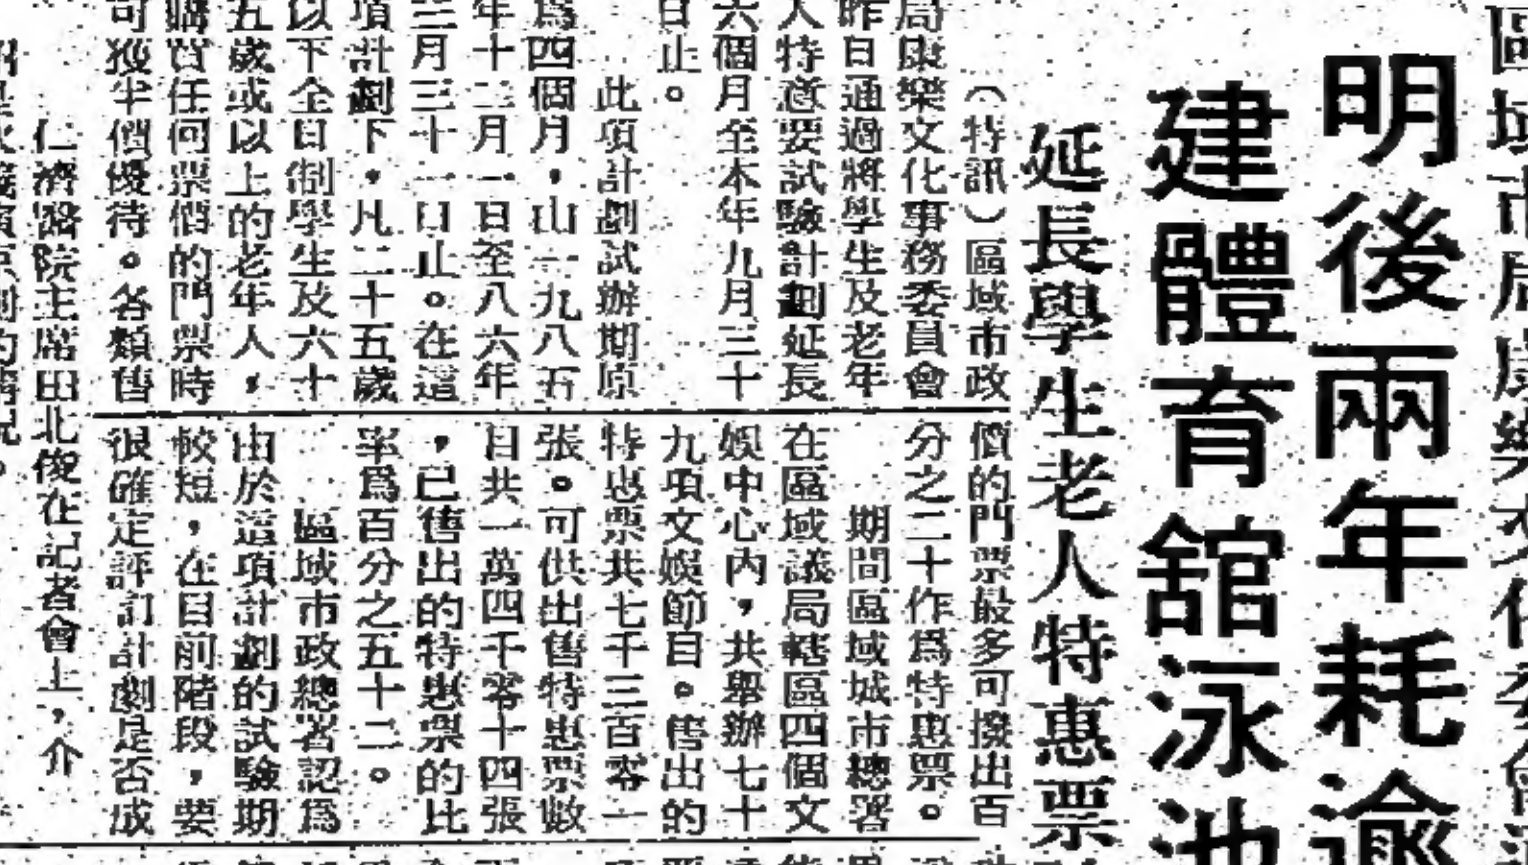 區域市局康樂文化委會
明後兩年耗逾
建體育舘泳池
延長學生老人特惠票
（特訊）區域市政
局康樂文化事務委員會
昨日通過將學生及老年
人特惠要試驗計劃延長
六個月至本年九月三十
日止。
此項計劃試辦期原
爲四個月，由一九八五
年十二月一日至八六年
三月三十一日止。在這
項計劃下，凡二十五歲
以下全日制學生及六十
五歲或以上的老年人，
購買任何票價的門票時
可獲半價優待。各類售
價的門票最多可撥出百
分之二十作爲特惠票。
期間區域城市總署
在區域議局轄區四個文
娛中心內，共舉辦七十
九項文娛節目。售出的
特惠票共七千三百零一
張。可供出售特惠票數
目共一萬四千零十四張
，已售出的特惠票的比
率爲百分之五十二。
區域市政總署認爲
由於這項計劃的試驗期
較短，在目前階段，要
很確定評訂計劃是否成
仁濟醫院主席田北俊在記者會上，介